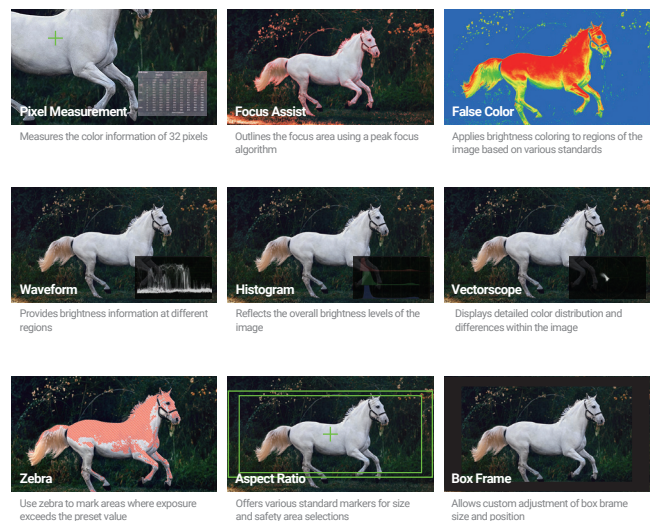 Pixel Measurement
Measures the color information of 32 pixels
Focus Assist
Outlines the focus area using a peak focus
algorithm
False Color
Applies brightness coloring to regions of the
image based on various standards
Waveform
Provides brightness information at different
regions
Histogram
Reflects the overall brightness levels of the
image
Vectorscope
Displays detailed color distribution and
differences within the image
Zebra
Use zebra to mark areas where exposure
exceeds the preset value
Aspect Ratio
Offers various standard markers for size
and safety area selections
Box Frame
Allows custom adjustment of box brame
size and position